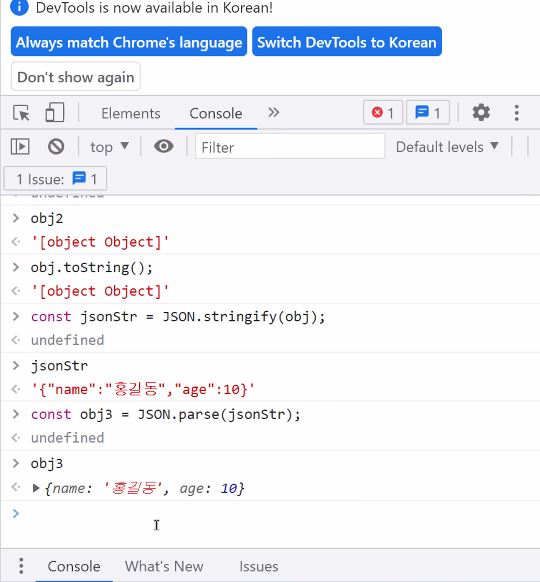 DevTools is now available in Korean!
Always match Chrome's language Switch DevTools to Korean
Don't show again
Elements Console » 1 1
top ▼ Filter Default levels ▼
1 Issue: 1
undefined
> obj2
'[object Object]'
> obj.toString();
'[object Object]'
> const jsonStr = JSON.stringify(obj);
undefined
> jsonStr
'{"name":"홍길동","age":10}'
> const obj3 = JSON.parse(jsonStr);
undefined
> obj3
▶ {name: '홍길동', age: 10}
>
Console What's New Issues